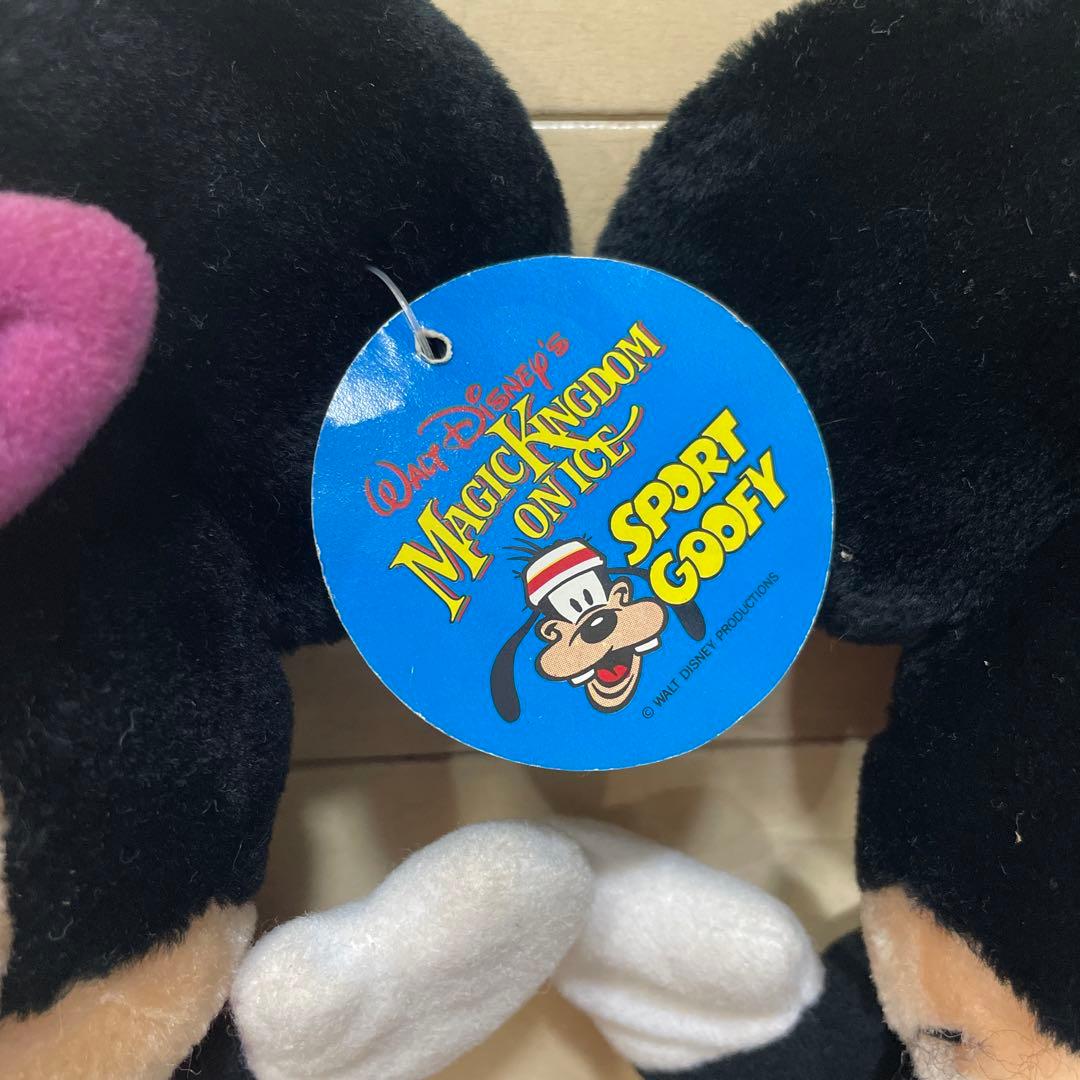 WALT DISNEY'S
MAGIC KINGDOM
ON ICE
SPORT
GOOFY
© WALT DISNEY PRODUCTIONS